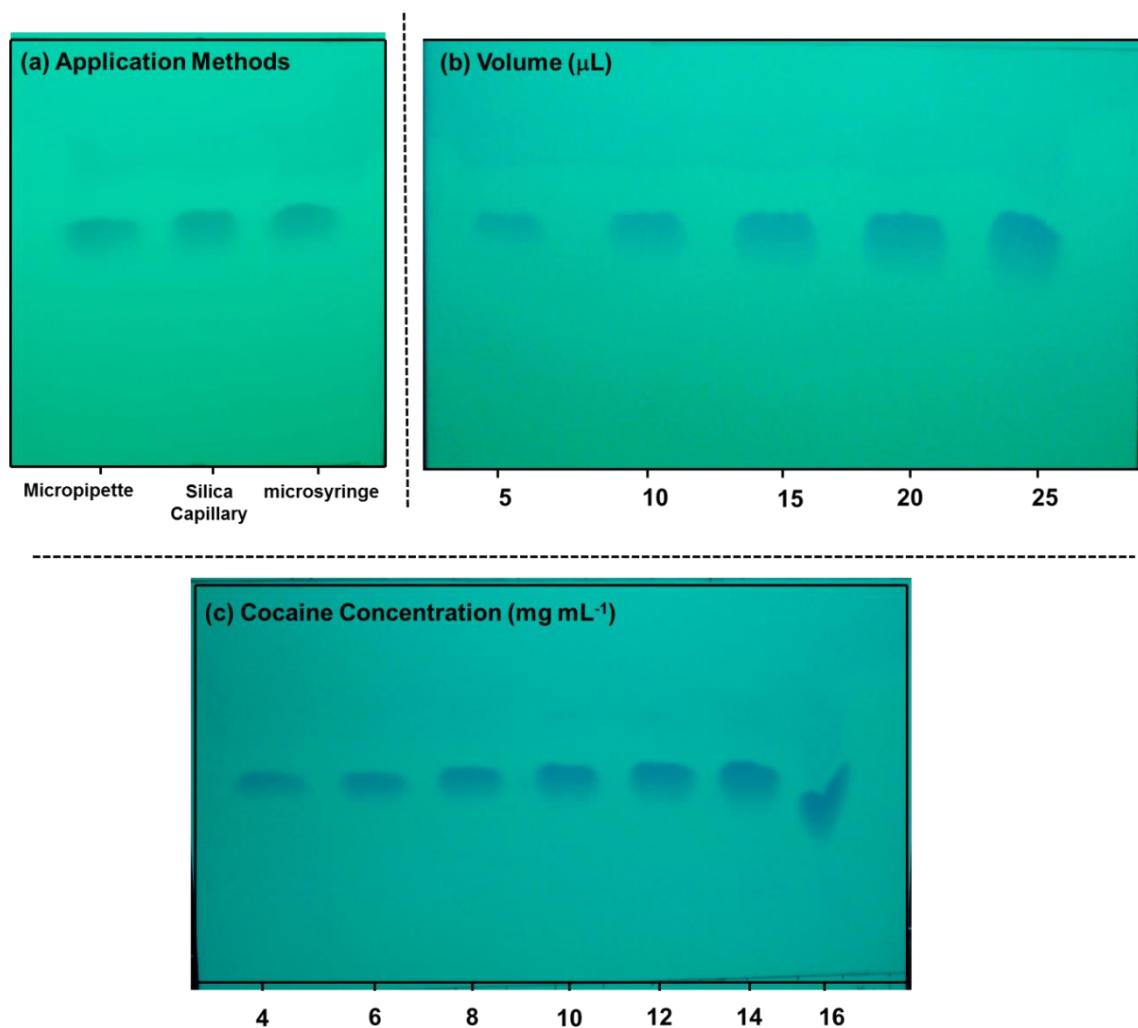 (a) Application Methods
Micropipette
Silica
Capillary
microsyringe
(b) Volume (μL)
5 10 15 20 25
(c) Cocaine Concentration (mg mL⁻¹)
4 6 8 10 12 14 16